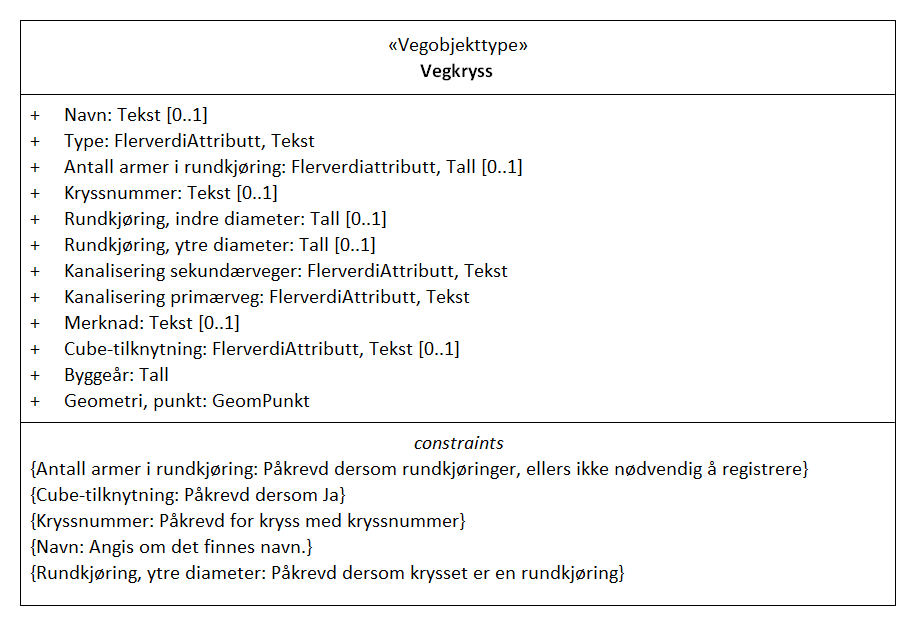 «Vegobjekttype»
Vegkryss
+ Navn: Tekst [0..1]
+ Type: FlerverdiAttributt, Tekst
+ Antall armer i rundkjøring: Flerverdiattributt, Tall [0..1]
+ Kryssnummer: Tekst [0..1]
+ Rundkjøring, indre diameter: Tall [0..1]
+ Rundkjøring, ytre diameter: Tall [0..1]
+ Kanalisering sekundærveger: FlerverdiAttributt, Tekst
+ Kanalisering primærveg: FlerverdiAttributt, Tekst
+ Merknad: Tekst [0..1]
+ Cube-tilknytning: FlerverdiAttributt, Tekst [0..1]
+ Byggeår: Tall
+ Geometri, punkt: GeomPunkt
constraints
{Antall armer i rundkjøring: Påkrevd dersom rundkjøringer, ellers ikke nødvendig å registrere}
{Cube-tilknytning: Påkrevd dersom Ja}
{Kryssnummer: Påkrevd for kryss med kryssnummer}
{Navn: Angis om det finnes navn.}
{Rundkjøring, ytre diameter: Påkrevd dersom krysset er en rundkjøring}